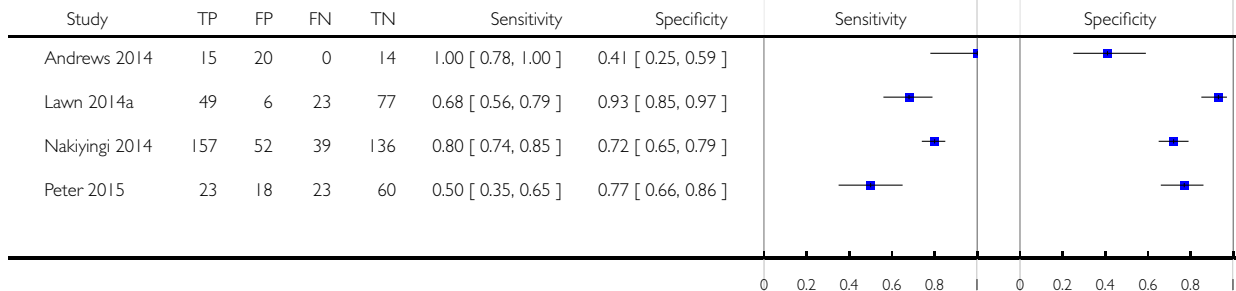 Study TP FP FN TN Sensitivity Specificity Sensitivity Specificity
Andrews 2014 15 20 0 14 1.00 [ 0.78, 1.00 ] 0.41 [ 0.25, 0.59 ]
Lawn 2014a 49 6 23 77 0.68 [ 0.56, 0.79 ] 0.93 [ 0.85, 0.97 ]
Nakiyingi 2014 157 52 39 136 0.80 [ 0.74, 0.85 ] 0.72 [ 0.65, 0.79 ]
Peter 2015 23 18 23 60 0.50 [ 0.35, 0.65 ] 0.77 [ 0.66, 0.86 ]
0 0.2 0.4 0.6 0.8 1 0 0.2 0.4 0.6 0.8 1